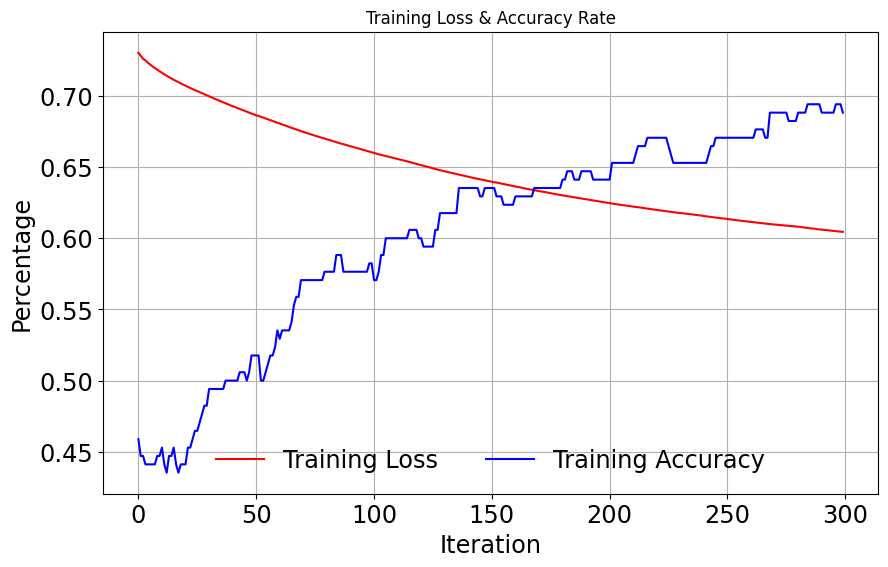 Training Loss & Accuracy Rate
Percentage
0.70
0.65
0.60
0.55
0.50
0.45
Training Loss
Training Accuracy
0
50
100
150
200
250
300
Iteration